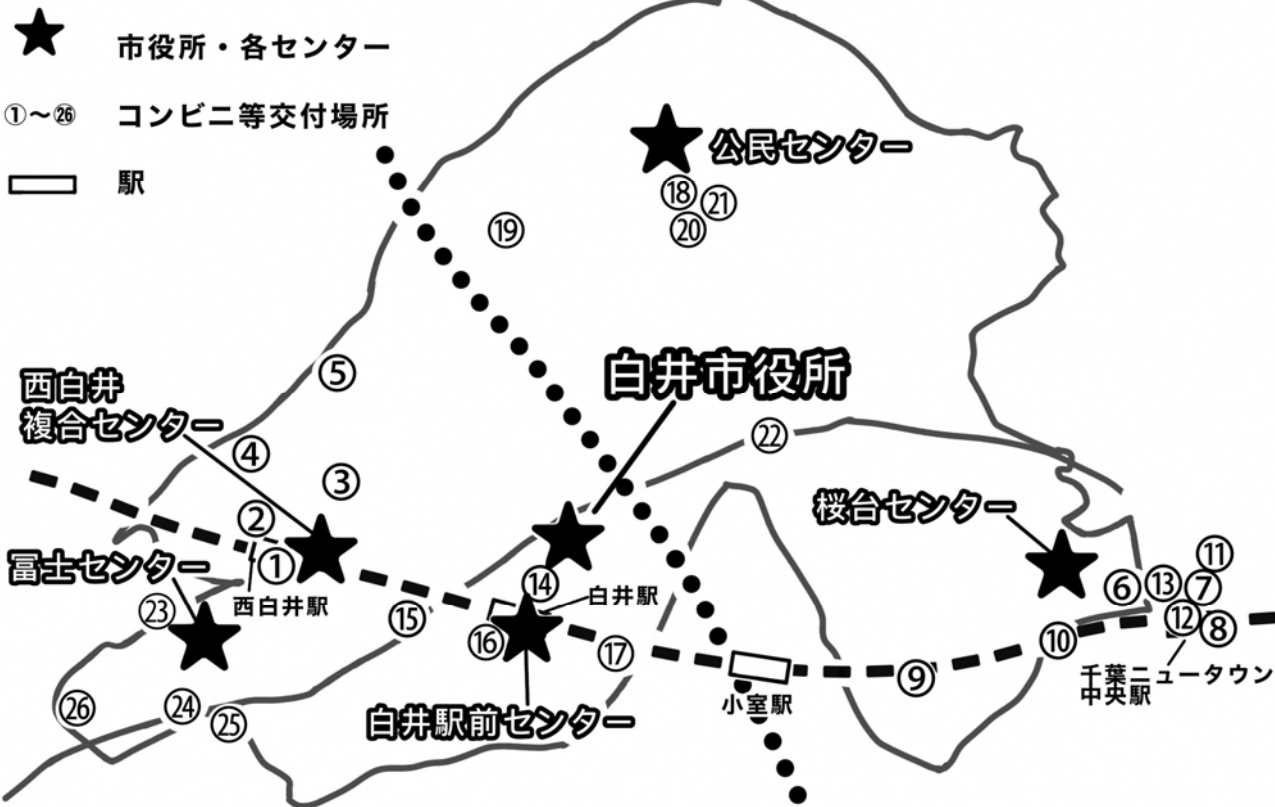 市役所・各センター
①～㉖ コンビニ等交付場所
駅
公民センター
⑱
㉑
⑲
⑳
⑤
白井市役所
西白井
複合センター
㉒
④
③
桜台センター
②
冨士センター
①
⑪
⑥
⑬
⑦
⑭
白井駅
西白井駅
㉓
⑮
⑫
⑧
⑯
⑰
⑩
⑨
千葉ニュータウン
中央駅
小室駅
㉖
㉔
㉕
白井駅前センター